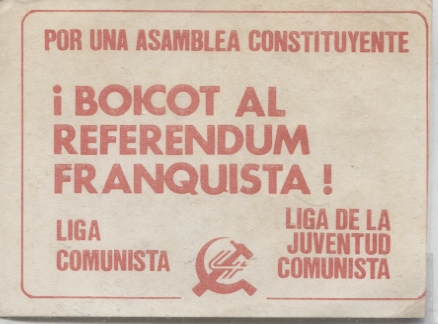 POR UNA ASAMBLEA CONSTITUYENTE
¡ BOICOT AL
REFERENDUM
FRANQUISTA !
LIGA
COMUNISTA
LIGA DE LA
JUVENTUD
COMUNISTA